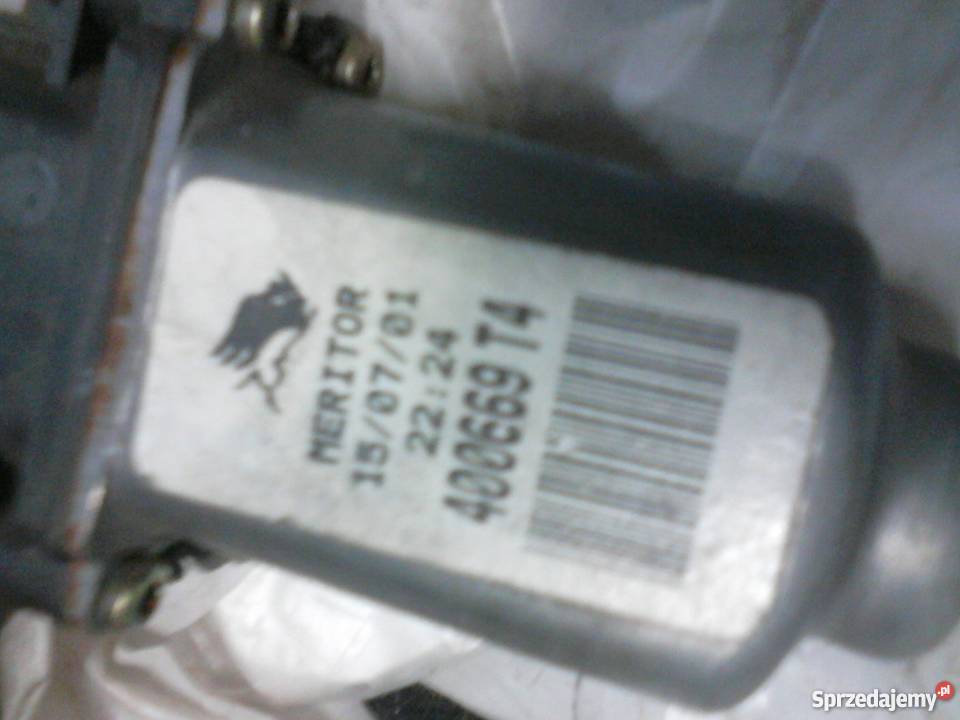 MERITOR
15/07/01
22:24
400669 T4
Sprzedajemy.pl